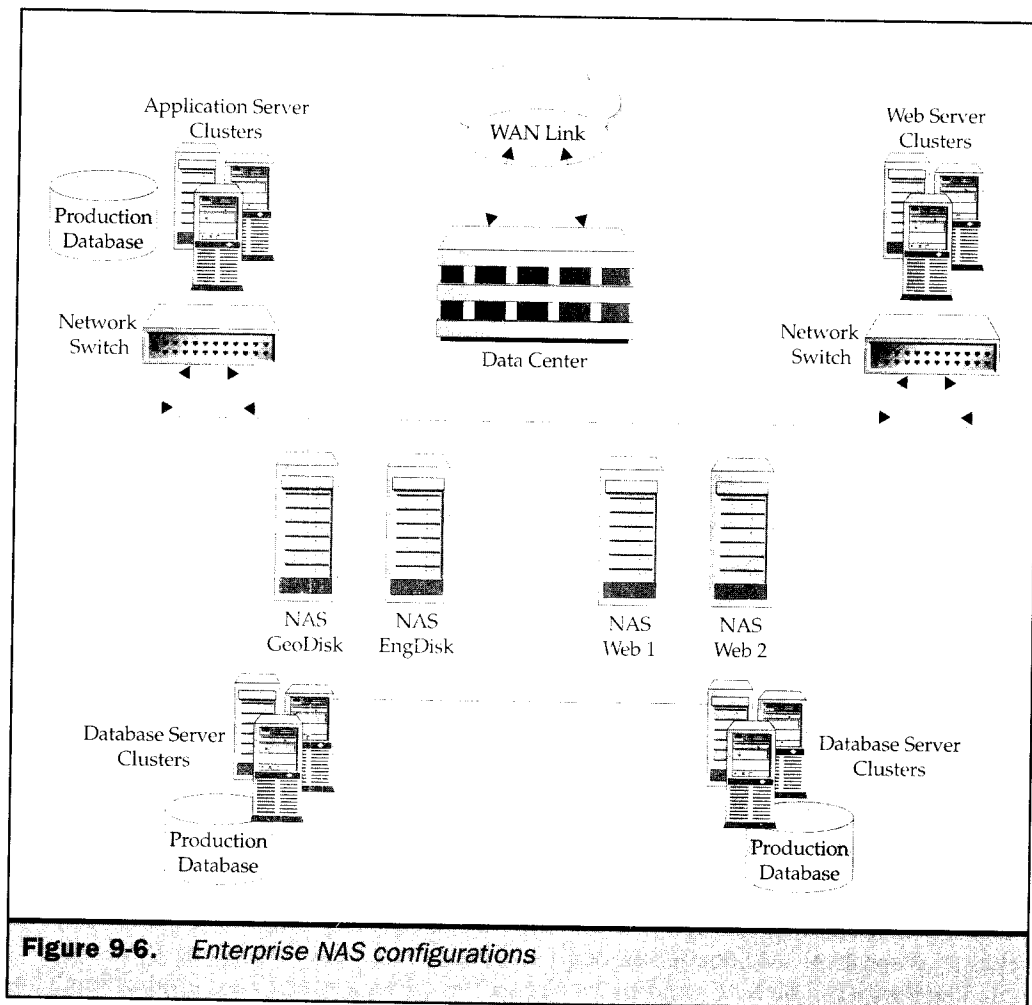 Application Server
Clusters
WAN Link
Web Server
Clusters
Production
Database
Network
Switch
Data Center
Network
Switch
NAS
GeoDisk
NAS
EngDisk
NAS
Web 1
NAS
Web 2
Database Server
Clusters
Database Server
Clusters
Production
Database
Production
Database
Figure 9-6. Enterprise NAS configurations